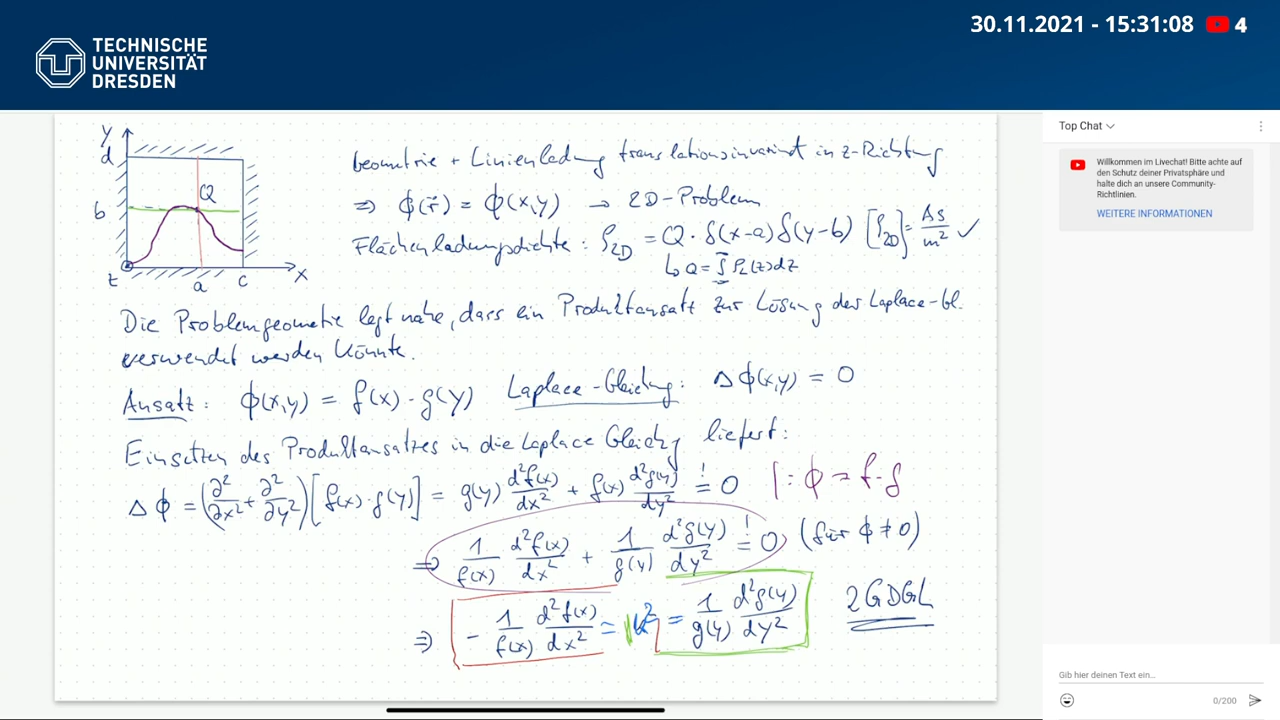 30.11.2021 - 15:31:08 4
TECHNISCHE
UNIVERSITÄT
DRESDEN
Top Chat
Willkommen im Livechat! Bitte achte auf
den Schutz deiner Privatsphäre und
halte dich an unsere Community-
Richtlinien.
WEITERE INFORMATIONEN
y
d
Q
b
z
a
c
x
Geometrie + Linienladung translationsinvariant in z-Richtung
⇒ ϕ(r⃗) = ϕ(x,y) → 2D-Problem
Flächenladungsdichte: ρ_2D = Q · δ(x-a) δ(y-b) [ρ_2D] = As/m² ✓
↳ Q = ∫ ρ_L(z) dz
Die Problemgeometrie legt nahe, dass ein Produktansatz zur Lösung der Laplace-Gl.
verwendet werden könnte.
Ansatz: ϕ(x,y) = f(x) · g(y) Laplace-Gleichung: Δϕ(x,y) = 0
Einsetzen des Produktansatzes in die Laplace Gleichg liefert:
Δϕ = (∂²/∂x² + ∂²/∂y²)[f(x)·g(y)] = g(y) d²f(x)/dx² + f(x) d²g(y)/dy² =! 0 |: ϕ = f·g
⇒ 1/f(x) d²f(x)/dx² + 1/g(y) d²g(y)/dy² =! 0 (für ϕ ≠ 0)
⇒ - 1/f(x) d²f(x)/dx² = k² = 1/g(y) d²g(y)/dy² 2 GDGL
Gib hier deinen Text ein...
0/200